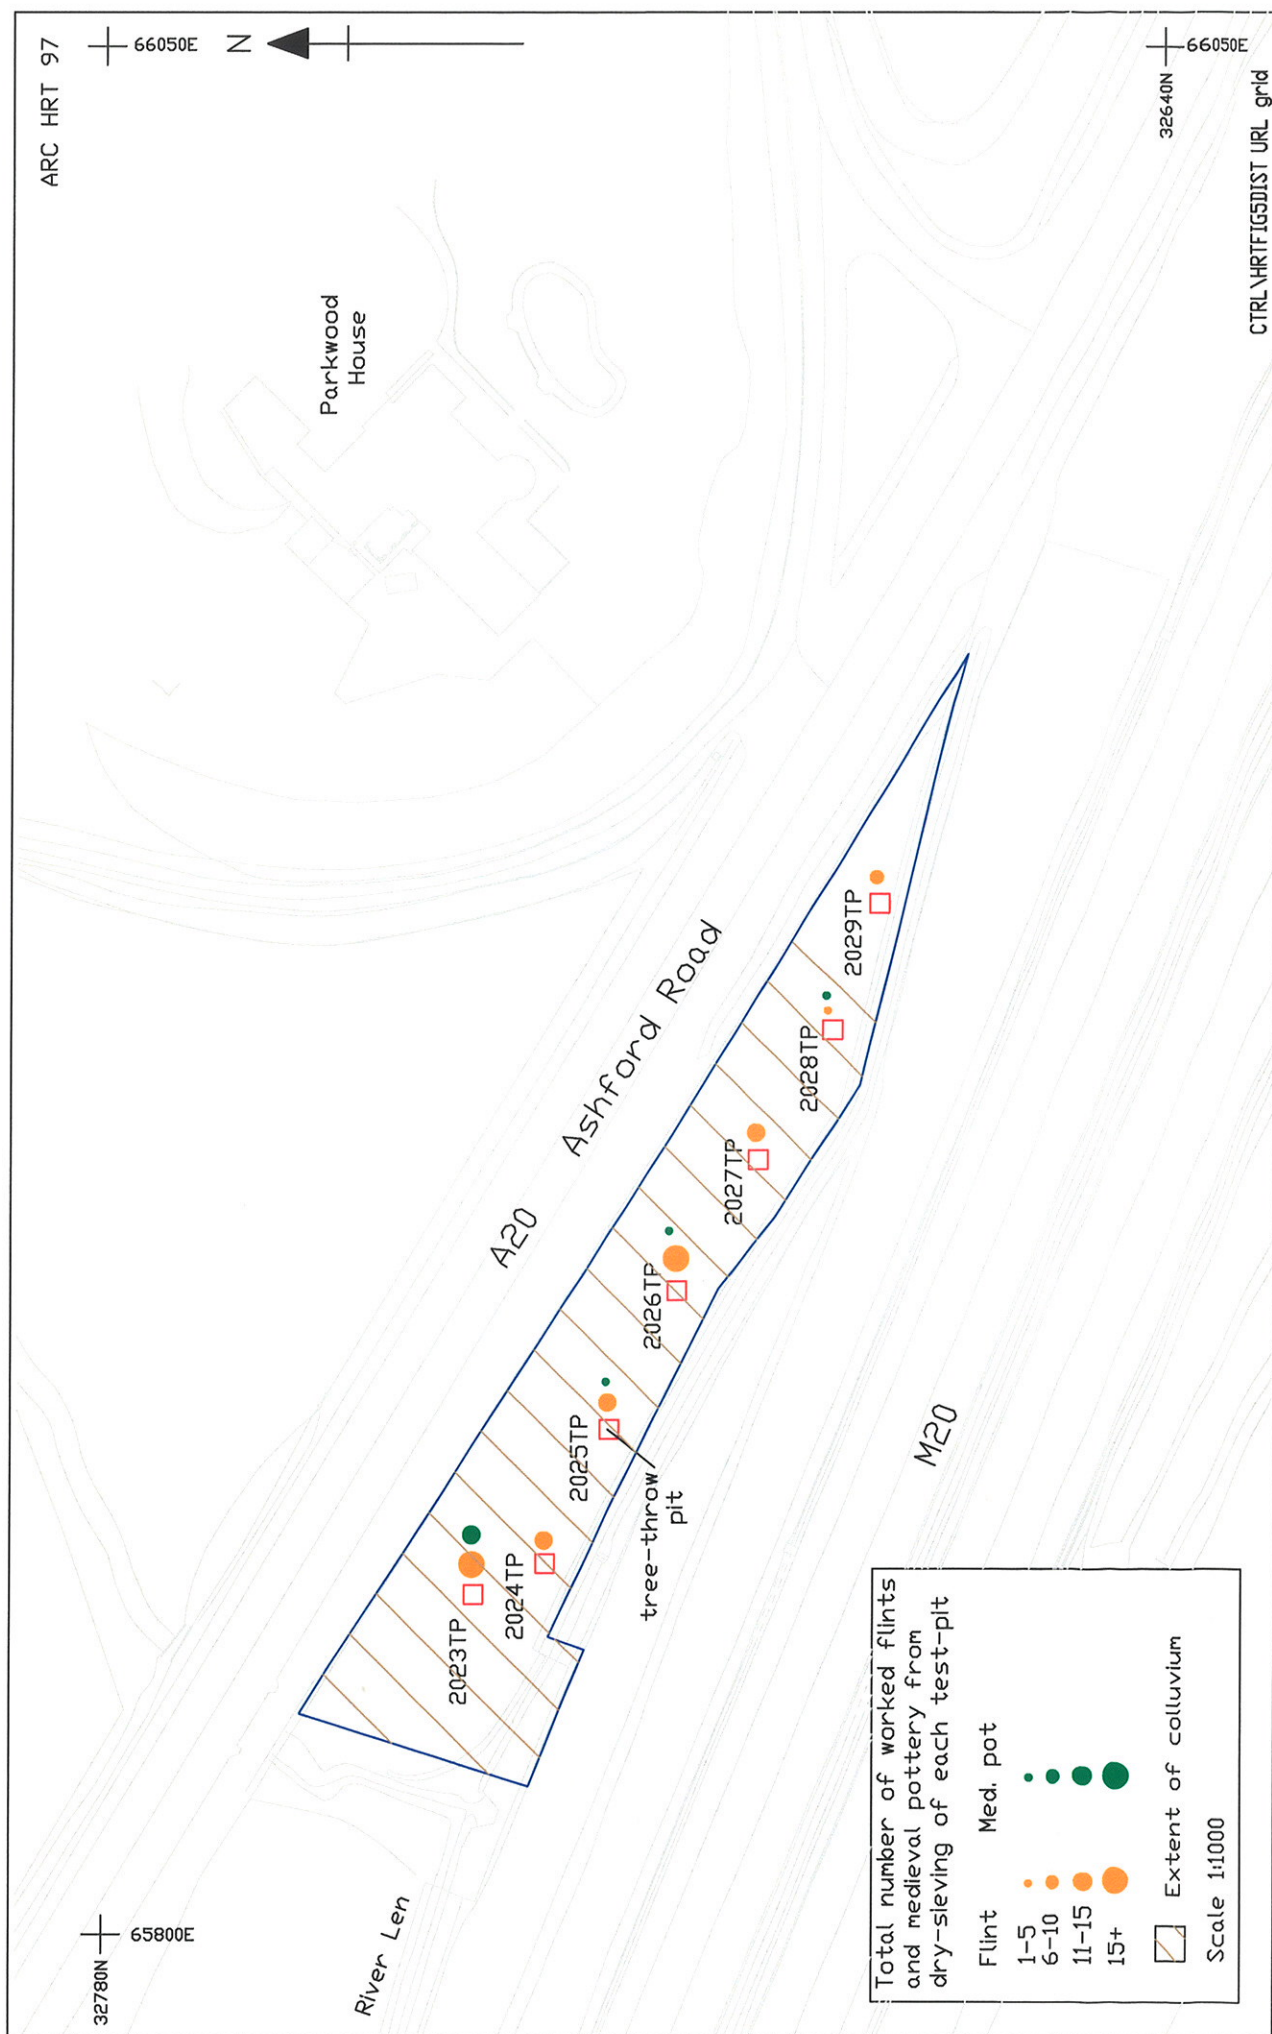 ARC HRT 97
66050E
N
66050E
32640N
CTRL\HRTFIG5DIST URL grid
Parkwood
House
A20 Ashford Road
2029TP
2028TP
2027TP
2026TP
2025TP
tree-throw
pit
2024TP
2023TP
M20
River Len
32780N
65800E
Total number of worked flints
and medieval pottery from
dry-sieving of each test-pit
Flint Med. pot
1-5
6-10
11-15
15+
Extent of colluvium
Scale 1:1000